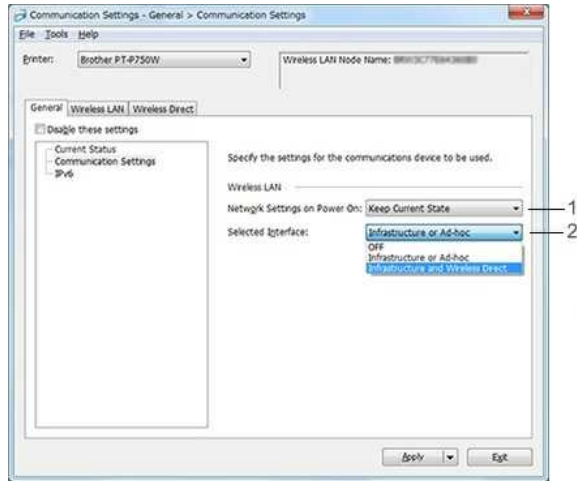 Communication Settings - General > Communication Settings
File Tools Help
Printer: Brother PT-P750W
Wireless LAN Node Name:
General Wireless LAN Wireless Direct
Disable these settings
Current Status
Communication Settings
IPv6
Specify the settings for the communications device to be used.
Wireless LAN
Network Settings on Power On: Keep Current State
1
Selected Interface: Infrastructure or Ad-hoc
2
OFF
Infrastructure or Ad-hoc
Infrastructure and Wireless Direct
Apply Exit